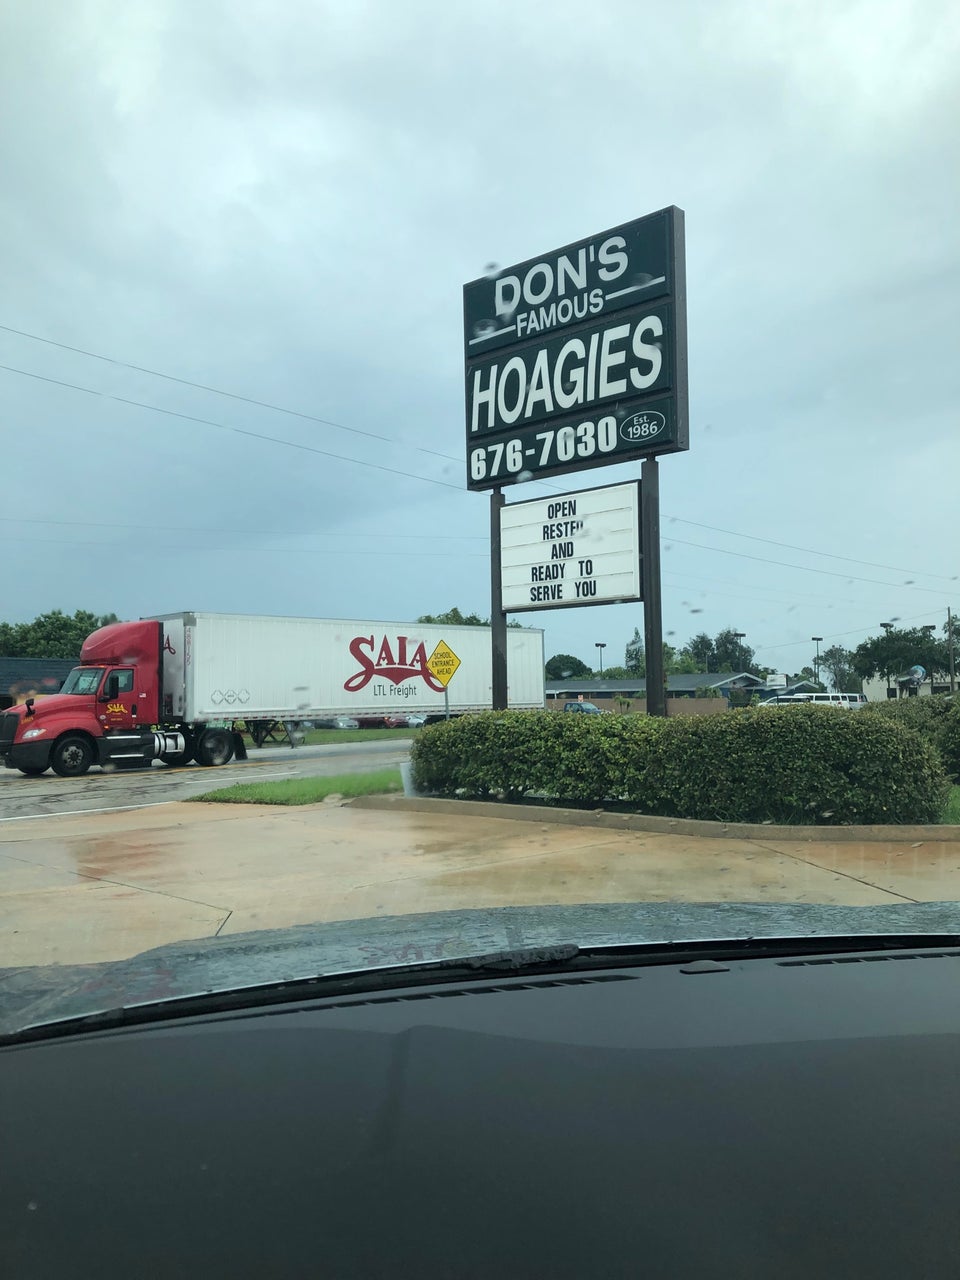 DON'S
FAMOUS
HOAGIES
676-7030
Est.
1986
OPEN
RESTED
AND
READY TO
SERVE YOU
SAIA
LTL Freight
SCHOOL
ENTRANCE
AHEAD
SAIA